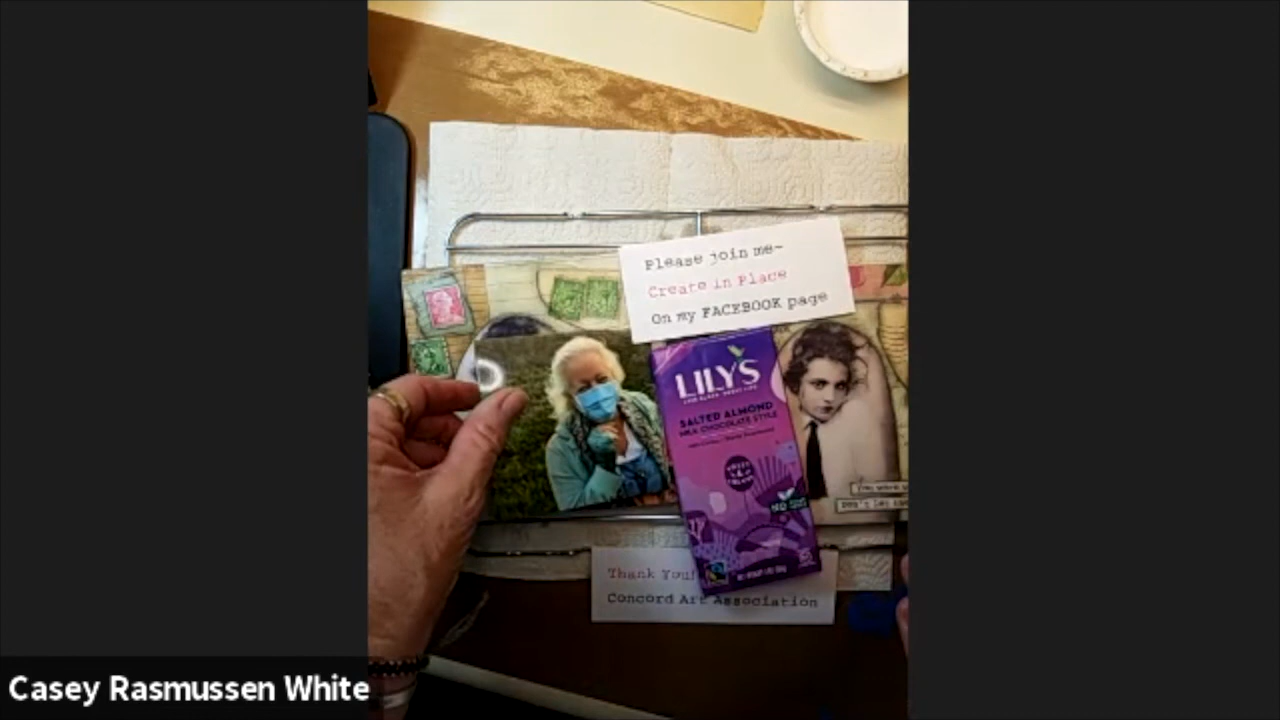 Please join me~
Create in Place
On my FACEBOOK page
LILY'S
SALTED ALMOND
MILK CHOCOLATE STYLE
Thank You!
Concord Art Association
Casey Rasmussen White